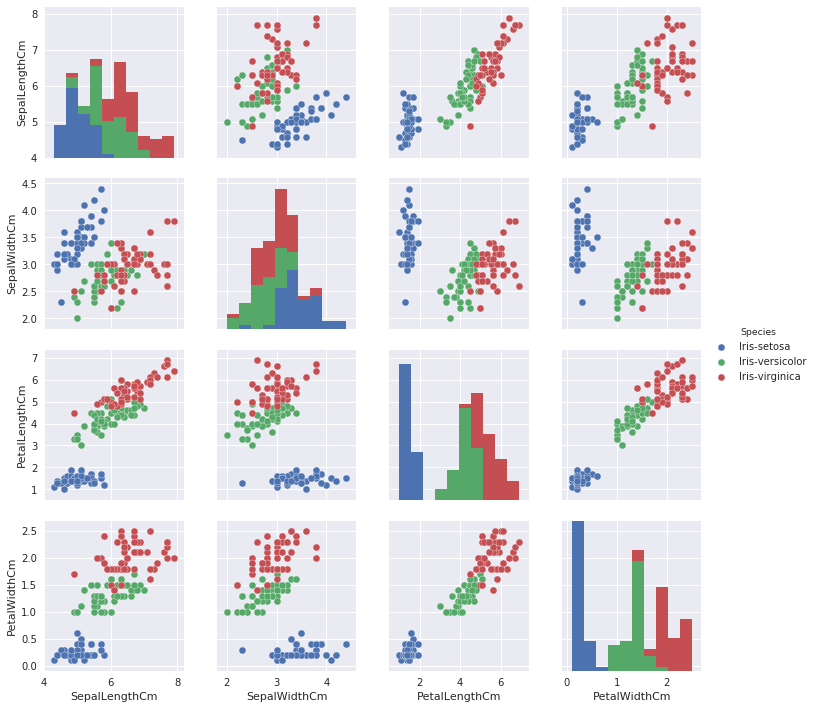 SepalLengthCm
8
7
6
5
4
SepalWidthCm
4.5
4.0
3.5
3.0
2.5
2.0
Species
Iris-setosa
Iris-versicolor
Iris-virginica
PetalLengthCm
7
6
5
4
3
2
1
PetalWidthCm
2.5
2.0
1.5
1.0
0.5
0.0
4 6 8
2 3 4
2 4 6
0 1 2
SepalLengthCm
SepalWidthCm
PetalLengthCm
PetalWidthCm